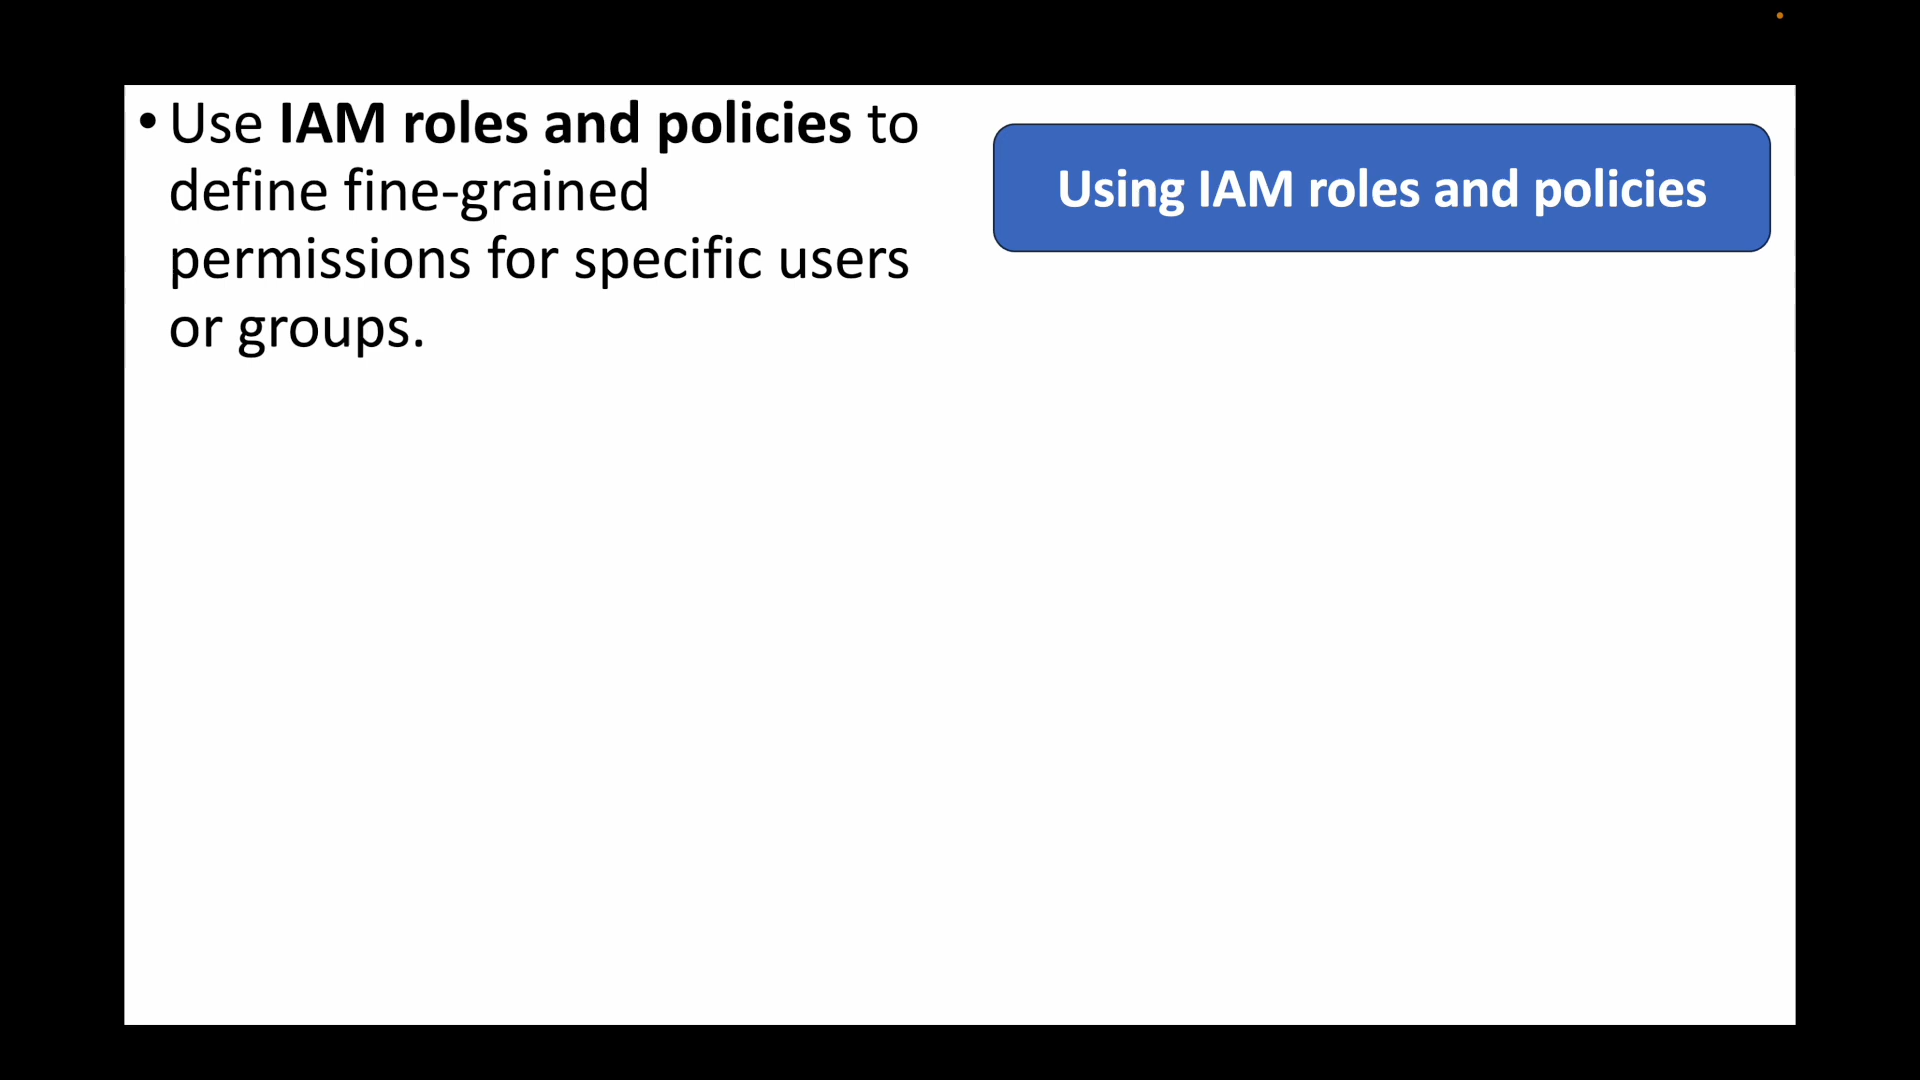 • Use IAM roles and policies to
define fine-grained
permissions for specific users
or groups.
Using IAM roles and policies